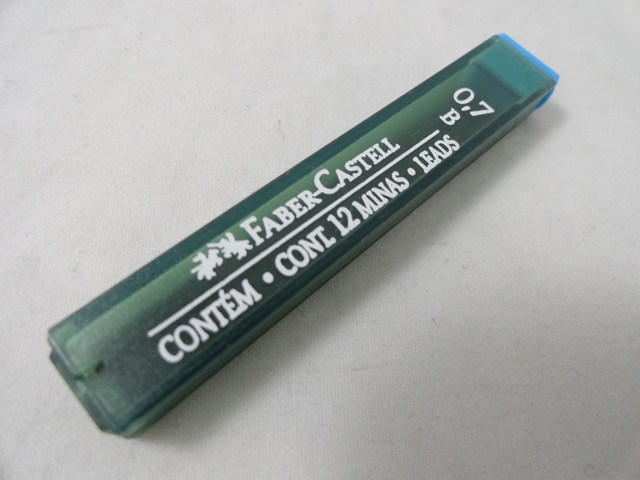 FABER-CASTELL
CONTÉM • CONT. 12 MINAS • LEADS
0,7
B